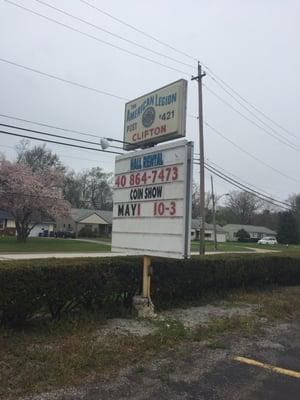 THE
AMERICAN LEGION
POST #421
CLIFTON
HALL RENTAL
40 864-7473
COIN SHOW
MAY1 10-3